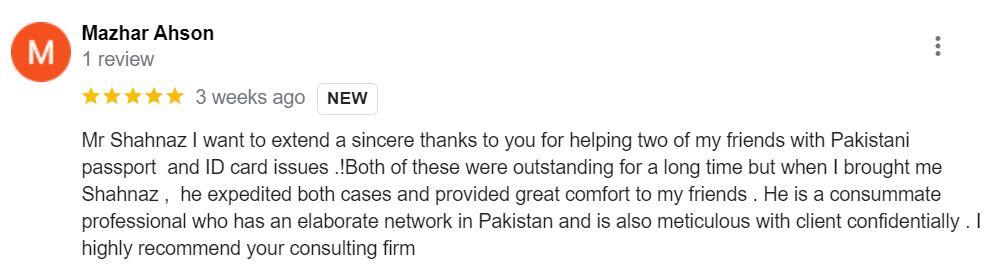 M
Mazhar Ahson
1 review
3 weeks ago NEW
Mr Shahnaz I want to extend a sincere thanks to you for helping two of my friends with Pakistani
passport  and ID card issues .!Both of these were outstanding for a long time but when I brought me
Shahnaz ,  he expedited both cases and provided great comfort to my friends . He is a consummate
professional who has an elaborate network in Pakistan and is also meticulous with client confidentially . I
highly recommend your consulting firm